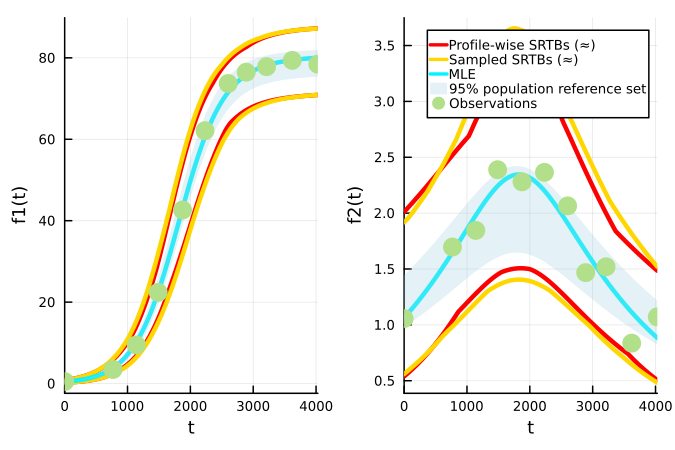 f1(t)
80
60
40
20
0
0 1000 2000 3000 4000
t
f2(t)
3.5
3.0
2.5
2.0
1.5
1.0
0.5
0 1000 2000 3000 4000
t
Profile-wise SRTBs (≈)
Sampled SRTBs (≈)
MLE
95% population reference set
Observations